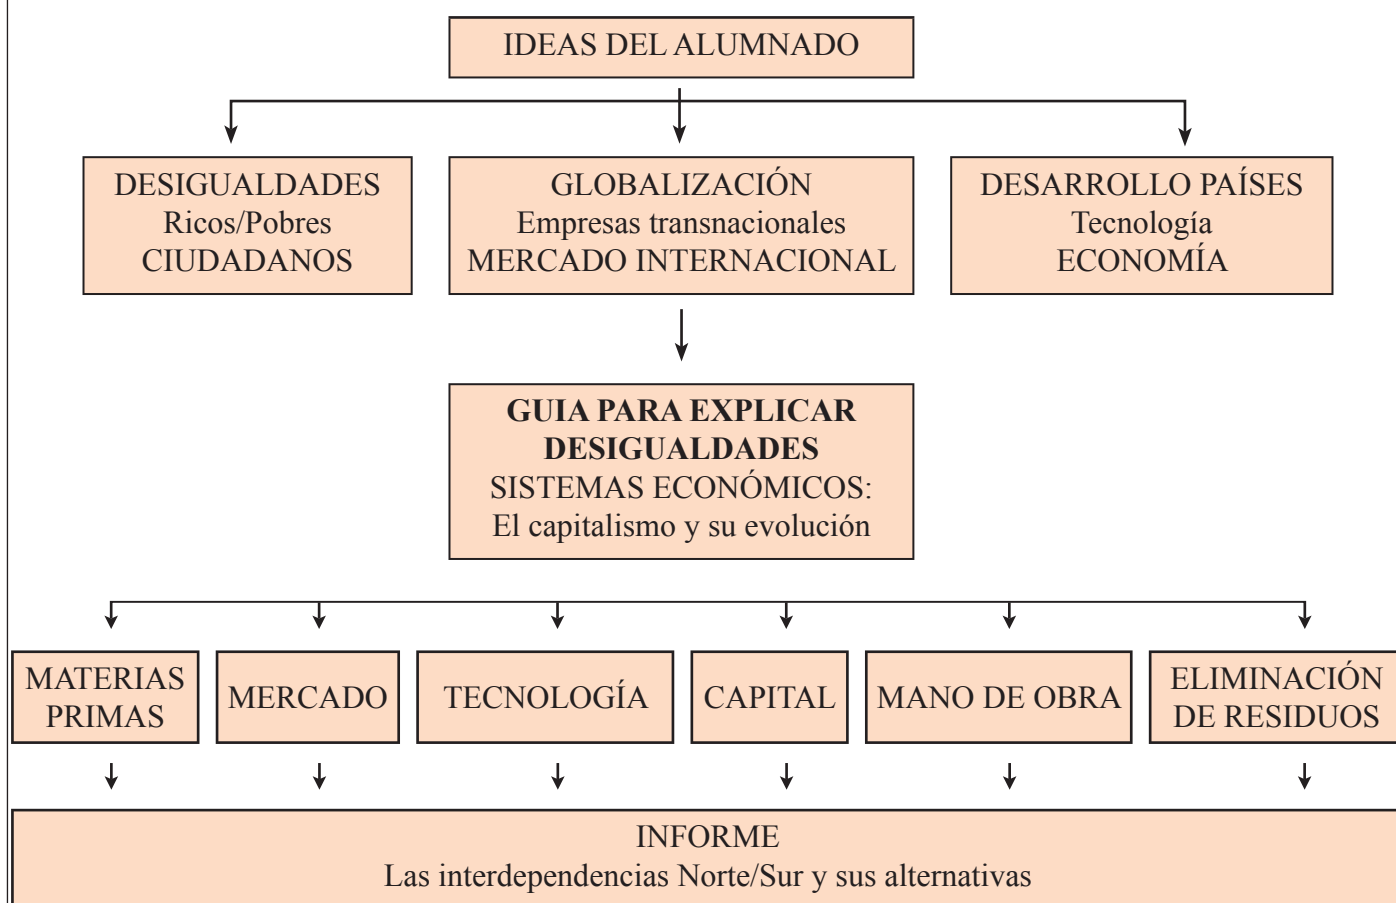 IDEAS DEL ALUMNADO
DESIGUALDADES
Ricos/Pobres
CIUDADANOS
GLOBALIZACIÓN
Empresas transnacionales
MERCADO INTERNACIONAL
DESARROLLO PAÍSES
Tecnología
ECONOMÍA
GUIA PARA EXPLICAR
DESIGUALDADES
SISTEMAS ECONÓMICOS:
El capitalismo y su evolución
MATERIAS
PRIMAS
MERCADO
TECNOLOGÍA
CAPITAL
MANO DE OBRA
ELIMINACIÓN
DE RESIDUOS
INFORME
Las interdependencias Norte/Sur y sus alternativas